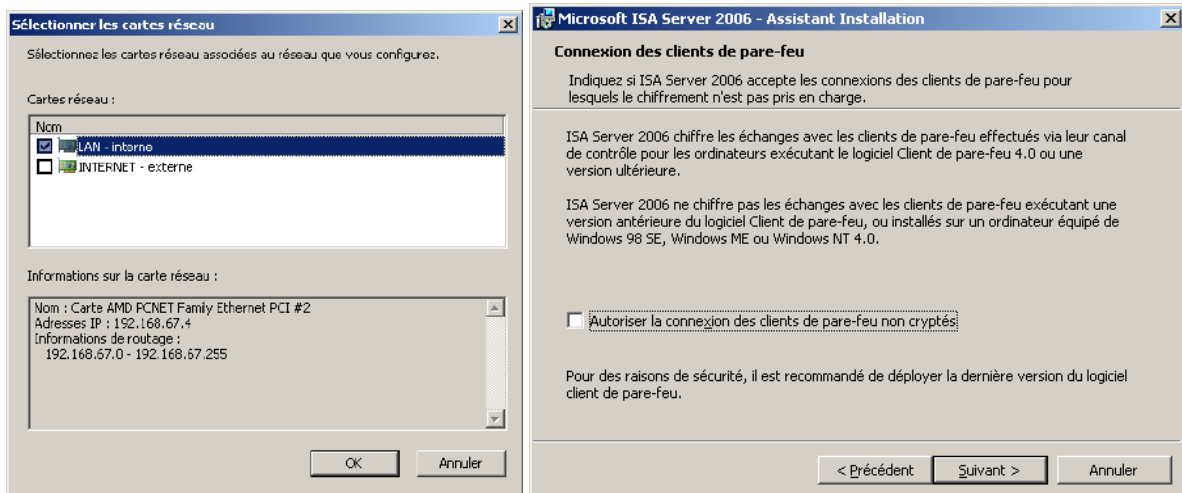 Sélectionner les cartes réseau
Sélectionnez les cartes réseau associées au réseau que vous configurez.
Cartes réseau :
Nom
LAN - interne
INTERNET - externe
Informations sur la carte réseau :
Nom : Carte AMD PCNET Family Ethernet PCI #2
Adresses IP : 192.168.67.4
Informations de routage :
192.168.67.0 - 192.168.67.255
OK
Annuler
Microsoft ISA Server 2006 - Assistant Installation
Connexion des clients de pare-feu
Indiquez si ISA Server 2006 accepte les connexions des clients de pare-feu pour
lesquels le chiffrement n'est pas pris en charge.
ISA Server 2006 chiffre les échanges avec les clients de pare-feu effectués via leur canal
de contrôle pour les ordinateurs exécutant le logiciel Client de pare-feu 4.0 ou une
version ultérieure.
ISA Server 2006 ne chiffre pas les échanges avec les clients de pare-feu exécutant une
version antérieure du logiciel Client de pare-feu, ou installés sur un ordinateur équipé de
Windows 98 SE, Windows ME ou Windows NT 4.0.
Autoriser la connexion des clients de pare-feu non cryptés
Pour des raisons de sécurité, il est recommandé de déployer la dernière version du logiciel
client de pare-feu.
< Précédent
Suivant >
Annuler